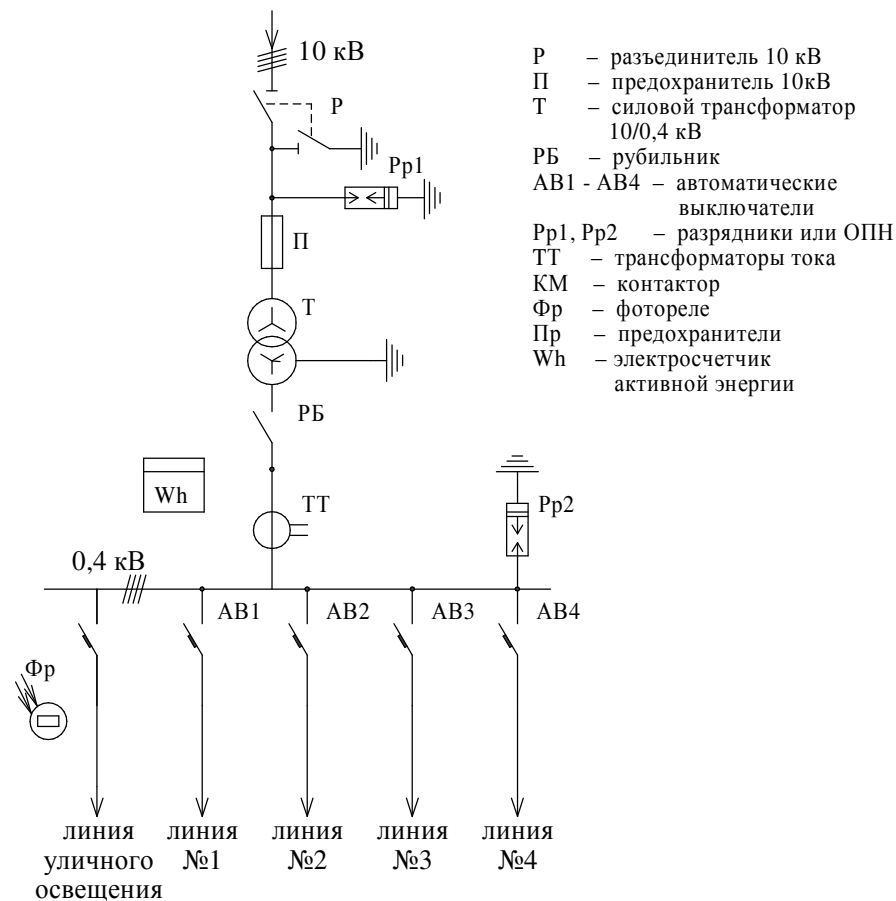 10 кВ
Р
Рр1
П
Т
РБ
Wh
ТТ
Рр2
0,4 кВ
АВ1
АВ2
АВ3
АВ4
Фр
линия уличного освещения
линия №1
линия №2
линия №3
линия №4
Р – разъединитель 10 кВ
П – предохранитель 10кВ
Т – силовой трансформатор
10/0,4 кВ
РБ – рубильник
АВ1 - АВ4 – автоматические
выключатели
Рр1, Рр2 – разрядники или ОПН
ТТ – трансформаторы тока
КМ – контактор
Фр – фотореле
Пр – предохранители
Wh – электросчетчик
активной энергии